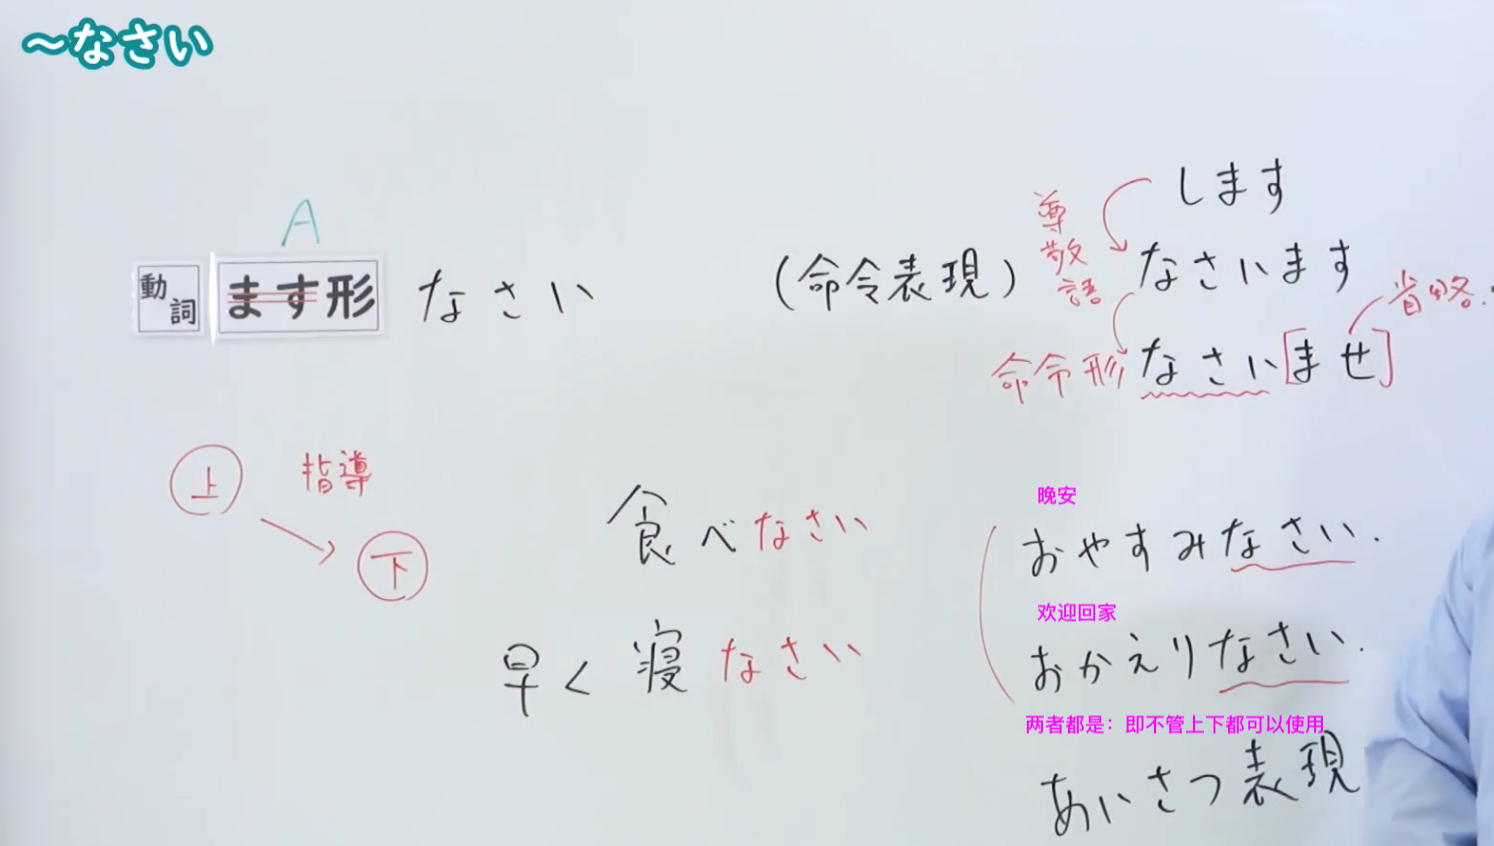 ～なさい
A
動詞 ます形 なさい
(命令表現)
します
尊敬語
なさいます
省略.
命令形 なさい[ませ]
上 指導
下
食べなさい
早く寝なさい
晚安
おやすみなさい.
欢迎回家
おかえりなさい.
两者都是：即不管上下都可以使用
あいさつ表現